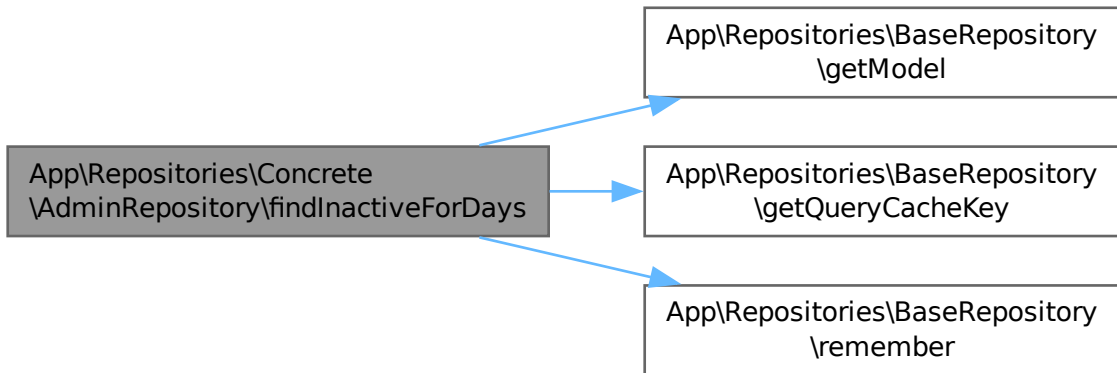 App\Repositories\BaseRepository
\getModel
App\Repositories\Concrete
\AdminRepository\findInactiveForDays
App\Repositories\BaseRepository
\getQueryCacheKey
App\Repositories\BaseRepository
\remember